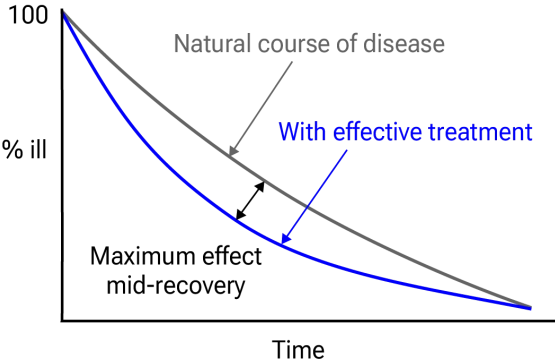 100
Natural course of disease
With effective treatment
% ill
Maximum effect
mid-recovery
Time